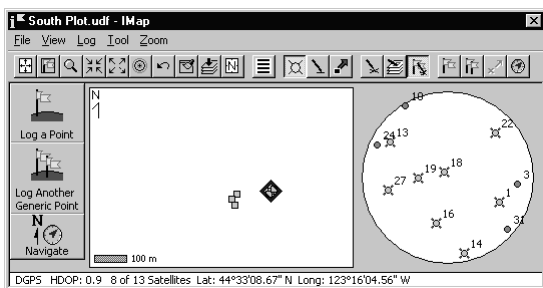 South Plot.udf - IMap
File View Log Tool Zoom
N
Log a Point
Log Another
Generic Point
N
Navigate
N
100 m
10
22
24 13
19 18
27
3
1
16
31
14
DGPS HDOP: 0.9 8 of 13 Satellites Lat: 44°33'08.67" N Long: 123°16'04.56" W